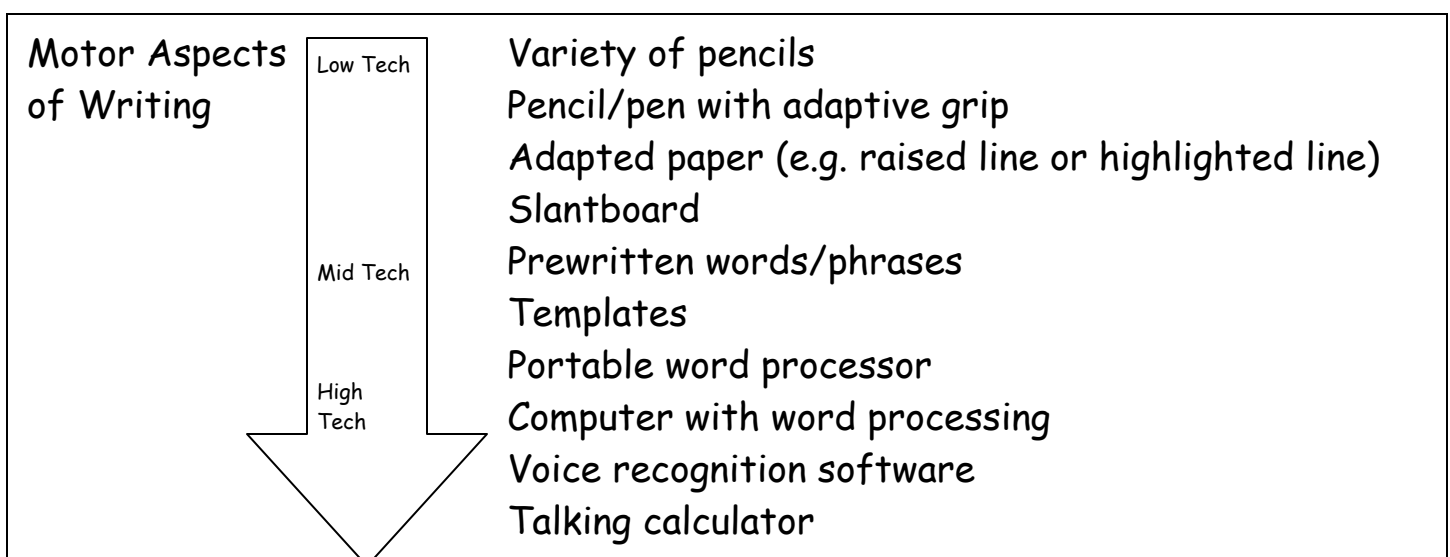 Motor Aspects
of Writing
Low Tech
Mid Tech
High
Tech
Variety of pencils
Pencil/pen with adaptive grip
Adapted paper (e.g. raised line or highlighted line)
Slantboard
Prewritten words/phrases
Templates
Portable word processor
Computer with word processing
Voice recognition software
Talking calculator